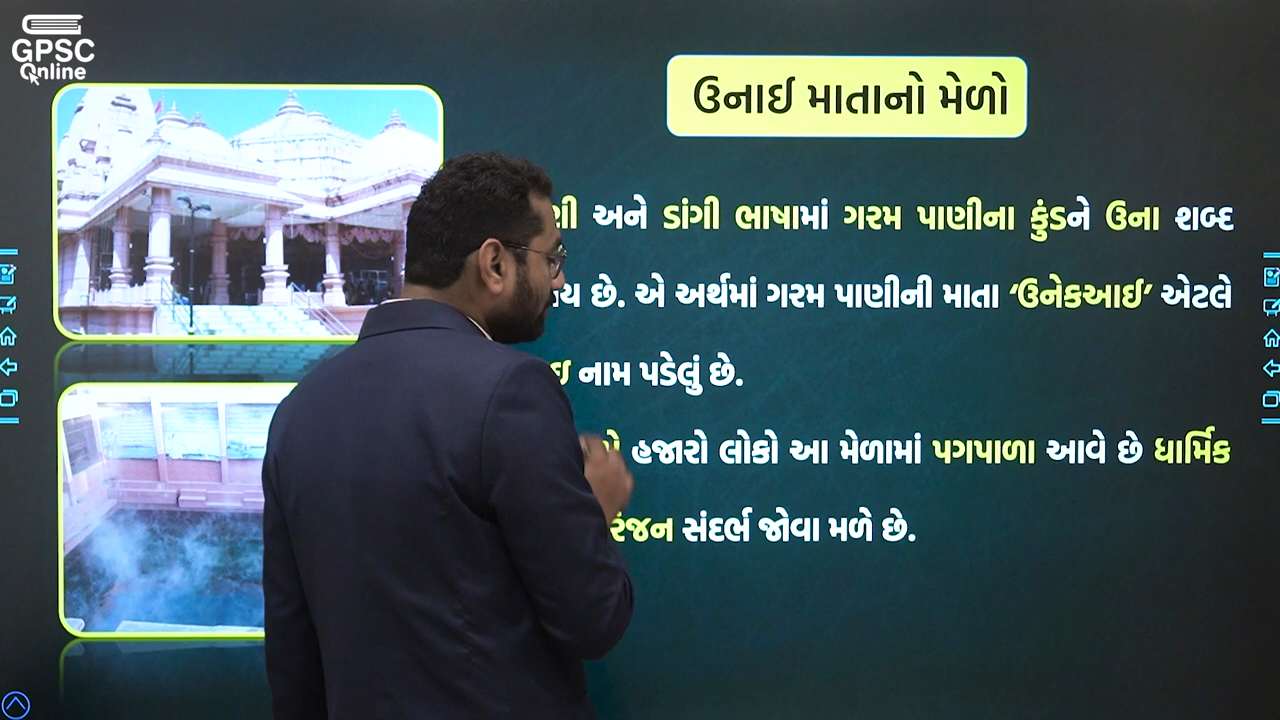 GPSC
Online
ઉનાઈ માતાનો મેળો
અને ડાંગી ભાષામાં ગરમ પાણીના કુંડને ઉના શબ્દ
છે. એ અર્થમાં ગરમ પાણીની માતા ‘ઉનેકઆઈ’ એટલે
નામ પડેલું છે.
હજારો લોકો આ મેળામાં પગપાળા આવે છે ધાર્મિક
સંદર્ભ જોવા મળે છે.